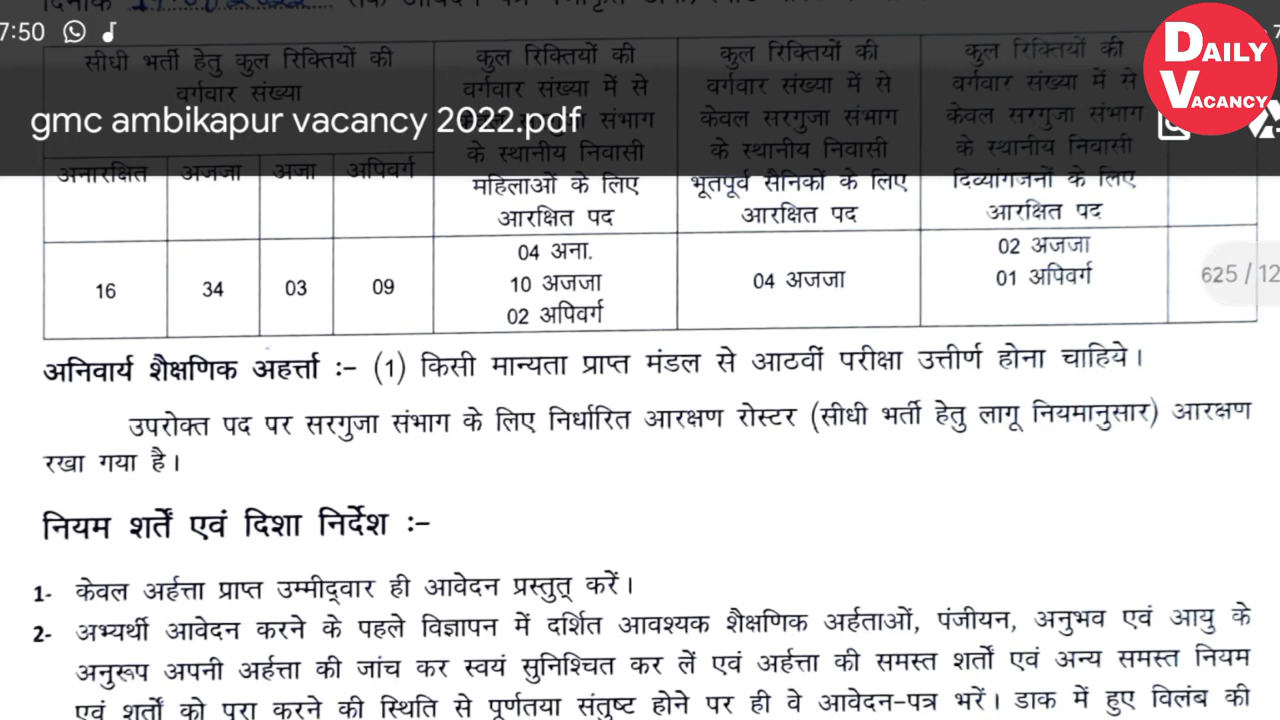 दिनांक
7:50
DAILY
VACANCY
gmc ambikapur vacancy 2022.pdf
सीधी भर्ती हेतु कुल रिक्तियों की
वर्गवार संख्या
अनारक्षित अजजा अजा अपिवर्ग
कुल रिक्तियों की
वर्गवार संख्या में से
संभाग
के स्थानीय निवासी
महिलाओं के लिए
आरक्षित पद
कुल रिक्तियों की
वर्गवार संख्या में से
केवल सरगुजा संभाग
के स्थानीय निवासी
भूतपूर्व सैनिकों के लिए
आरक्षित पद
कुल रिक्तियों की
वर्गवार संख्या में से
केवल सरगुजा संभाग
के स्थानीय निवासी
दिव्यांगजनों के लिए
आरक्षित पद
16 34 03 09
04 अना.
10 अजजा
02 अपिवर्ग
04 अजजा
02 अजजा
01 अपिवर्ग
625 / 12
अनिवार्य शैक्षणिक अहर्त्ता :- (1) किसी मान्यता प्राप्त मंडल से आठवीं परीक्षा उत्तीर्ण होना चाहिये।
उपरोक्त पद पर सरगुजा संभाग के लिए निर्धारित आरक्षण रोस्टर (सीधी भर्ती हेतु लागू नियमानुसार) आरक्षण
रखा गया है।
नियम शर्तें एवं दिशा निर्देश :-
1- केवल अर्हत्ता प्राप्त उम्मीद्वार ही आवेदन प्रस्तुत् करें।
2- अभ्यर्थी आवेदन करने के पहले विज्ञापन में दर्शित आवश्यक शैक्षणिक अर्हताओं, पंजीयन, अनुभव एवं आयु के
अनुरूप अपनी अर्हत्ता की जांच कर स्वयं सुनिश्चित कर लें एवं अर्हत्ता की समस्त शर्तों एवं अन्य समस्त नियम
एवं शर्तों को पूरा करने की स्थिति से पूर्णतया संतुष्ट होने पर ही वे आवेदन-पत्र भरें। डाक में हुए विलंब की